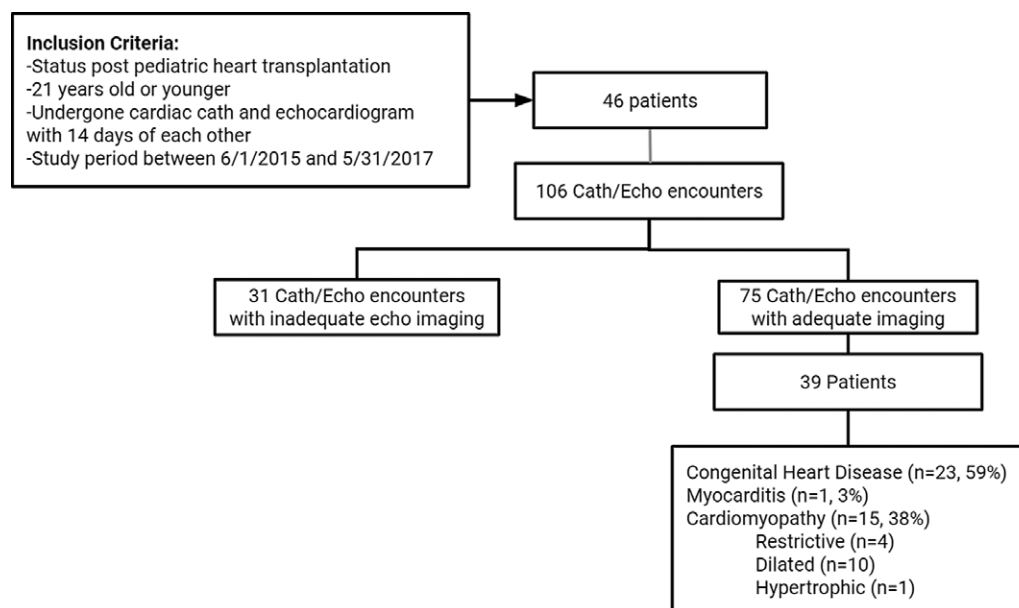 Inclusion Criteria:
-Status post pediatric heart transplantation
-21 years old or younger
-Undergone cardiac cath and echocardiogram
with 14 days of each other
-Study period between 6/1/2015 and 5/31/2017
46 patients
106 Cath/Echo encounters
31 Cath/Echo encounters
with inadequate echo imaging
75 Cath/Echo encounters
with adequate imaging
39 Patients
Congenital Heart Disease (n=23, 59%)
Myocarditis (n=1, 3%)
Cardiomyopathy (n=15, 38%)
Restrictive (n=4)
Dilated (n=10)
Hypertrophic (n=1)